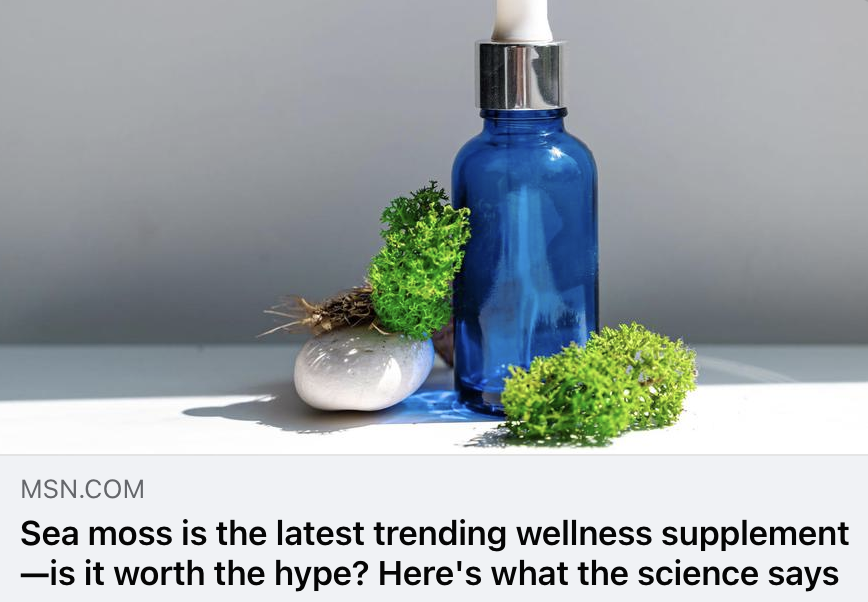 MSN.COM
Sea moss is the latest trending wellness supplement
—is it worth the hype? Here's what the science says